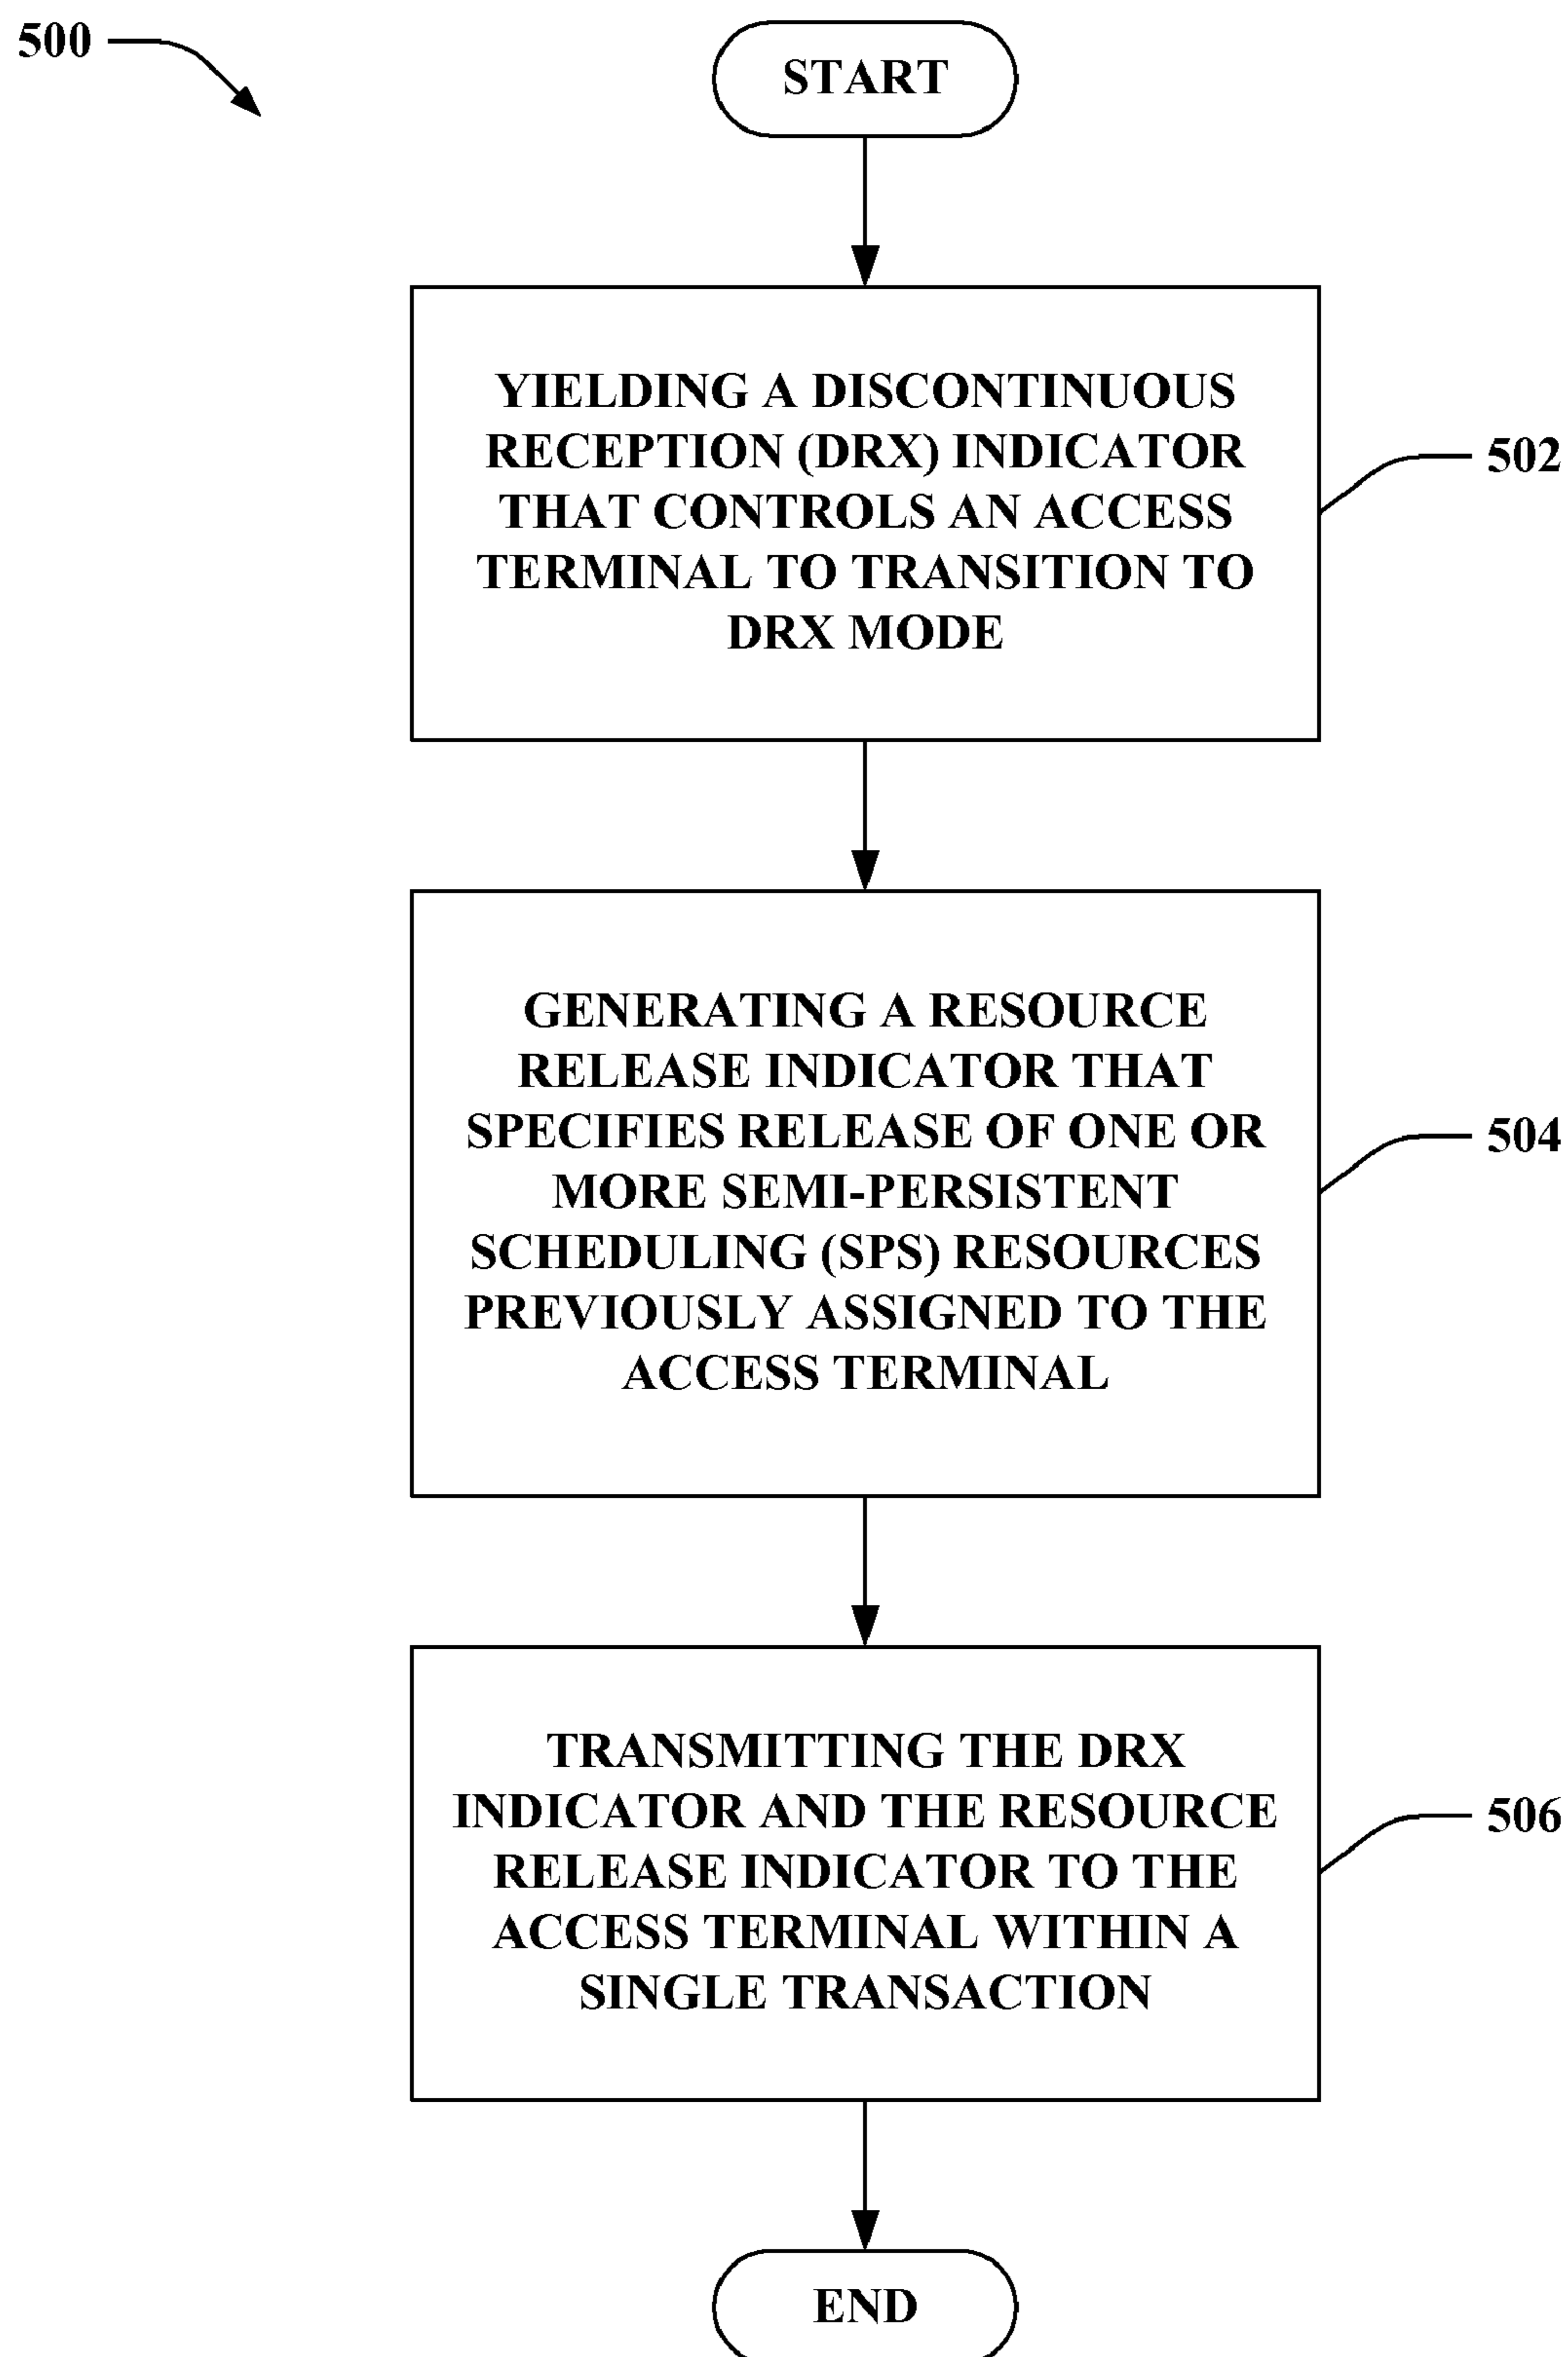 500
START
YIELDING A DISCONTINUOUS
RECEPTION (DRX) INDICATOR
THAT CONTROLS AN ACCESS
TERMINAL TO TRANSITION TO
DRX MODE
502
GENERATING A RESOURCE
RELEASE INDICATOR THAT
SPECIFIES RELEASE OF ONE OR
MORE SEMI-PERSISTENT
SCHEDULING (SPS) RESOURCES
PREVIOUSLY ASSIGNED TO THE
ACCESS TERMINAL
504
TRANSMITTING THE DRX
INDICATOR AND THE RESOURCE
RELEASE INDICATOR TO THE
ACCESS TERMINAL WITHIN A
SINGLE TRANSACTION
506
END